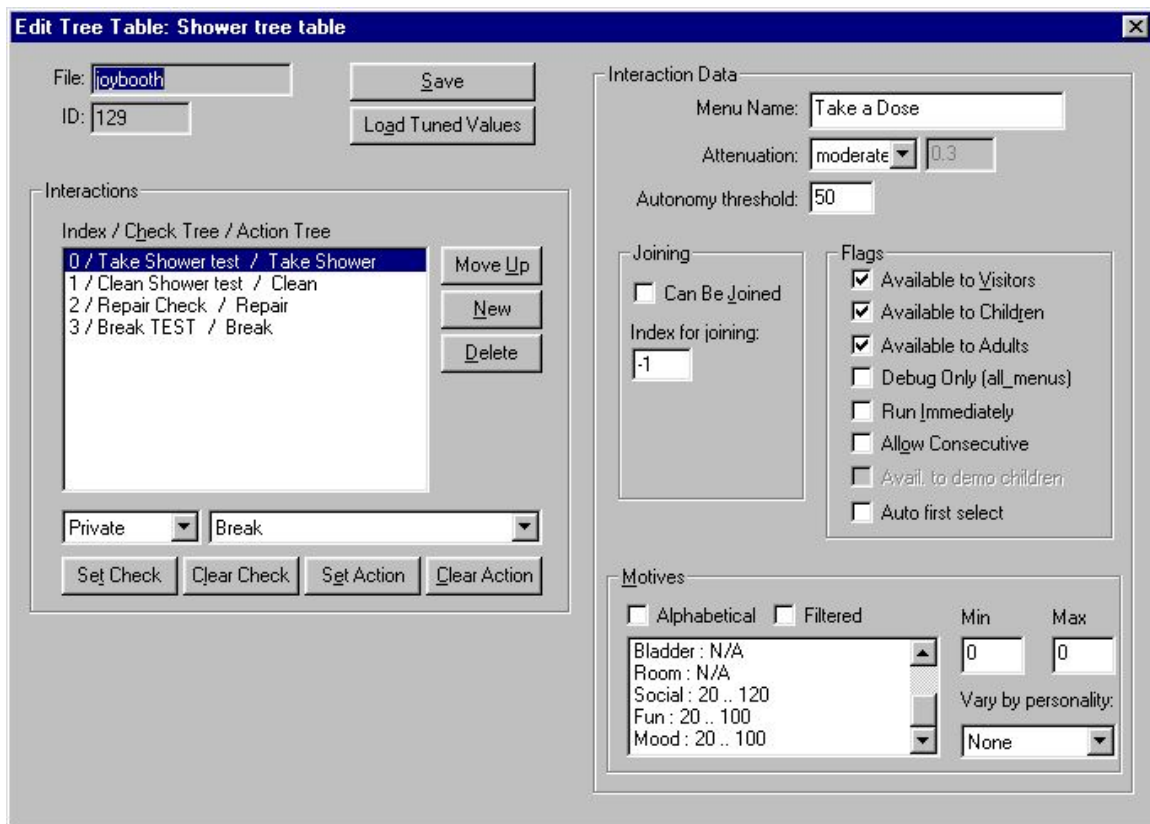 Edit Tree Table: Shower tree table
File: joybooth
ID: 129
Save
Load Tuned Values
Interactions
Index / Check Tree / Action Tree
0 / Take Shower test / Take Shower
1 / Clean Shower test / Clean
2 / Repair Check / Repair
3 / Break TEST / Break
Move Up
New
Delete
Private Break
Set Check Clear Check Set Action Clear Action
Interaction Data
Menu Name: Take a Dose
Attenuation: moderate 0.3
Autonomy threshold: 50
Joining
Can Be Joined
Index for joining:
-1
Flags
Available to Visitors
Available to Children
Available to Adults
Debug Only (all_menus)
Run Immediately
Allow Consecutive
Avail. to demo children
Auto first select
Motives
Alphabetical Filtered
Bladder : N/A
Room : N/A
Social : 20 .. 120
Fun : 20 .. 100
Mood : 20 .. 100
Min Max
0 0
Vary by personality:
None